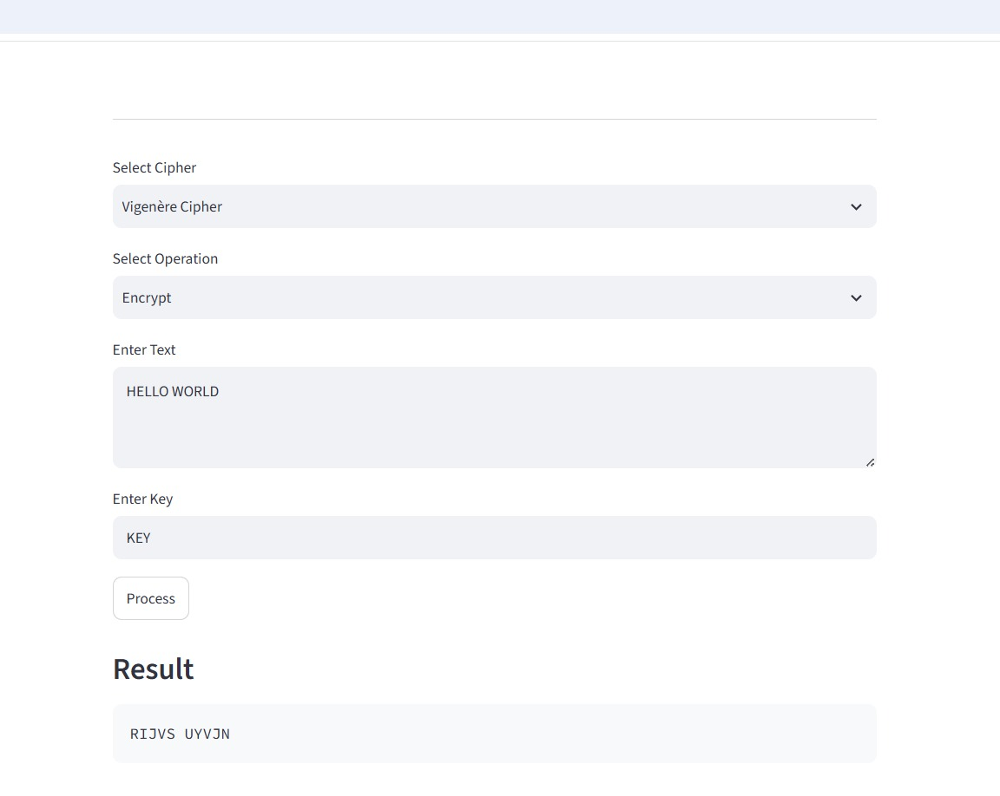 Select Cipher
Vigenère Cipher
Select Operation
Encrypt
Enter Text
HELLO WORLD
Enter Key
KEY
Process
Result
RIJVS UYVJN